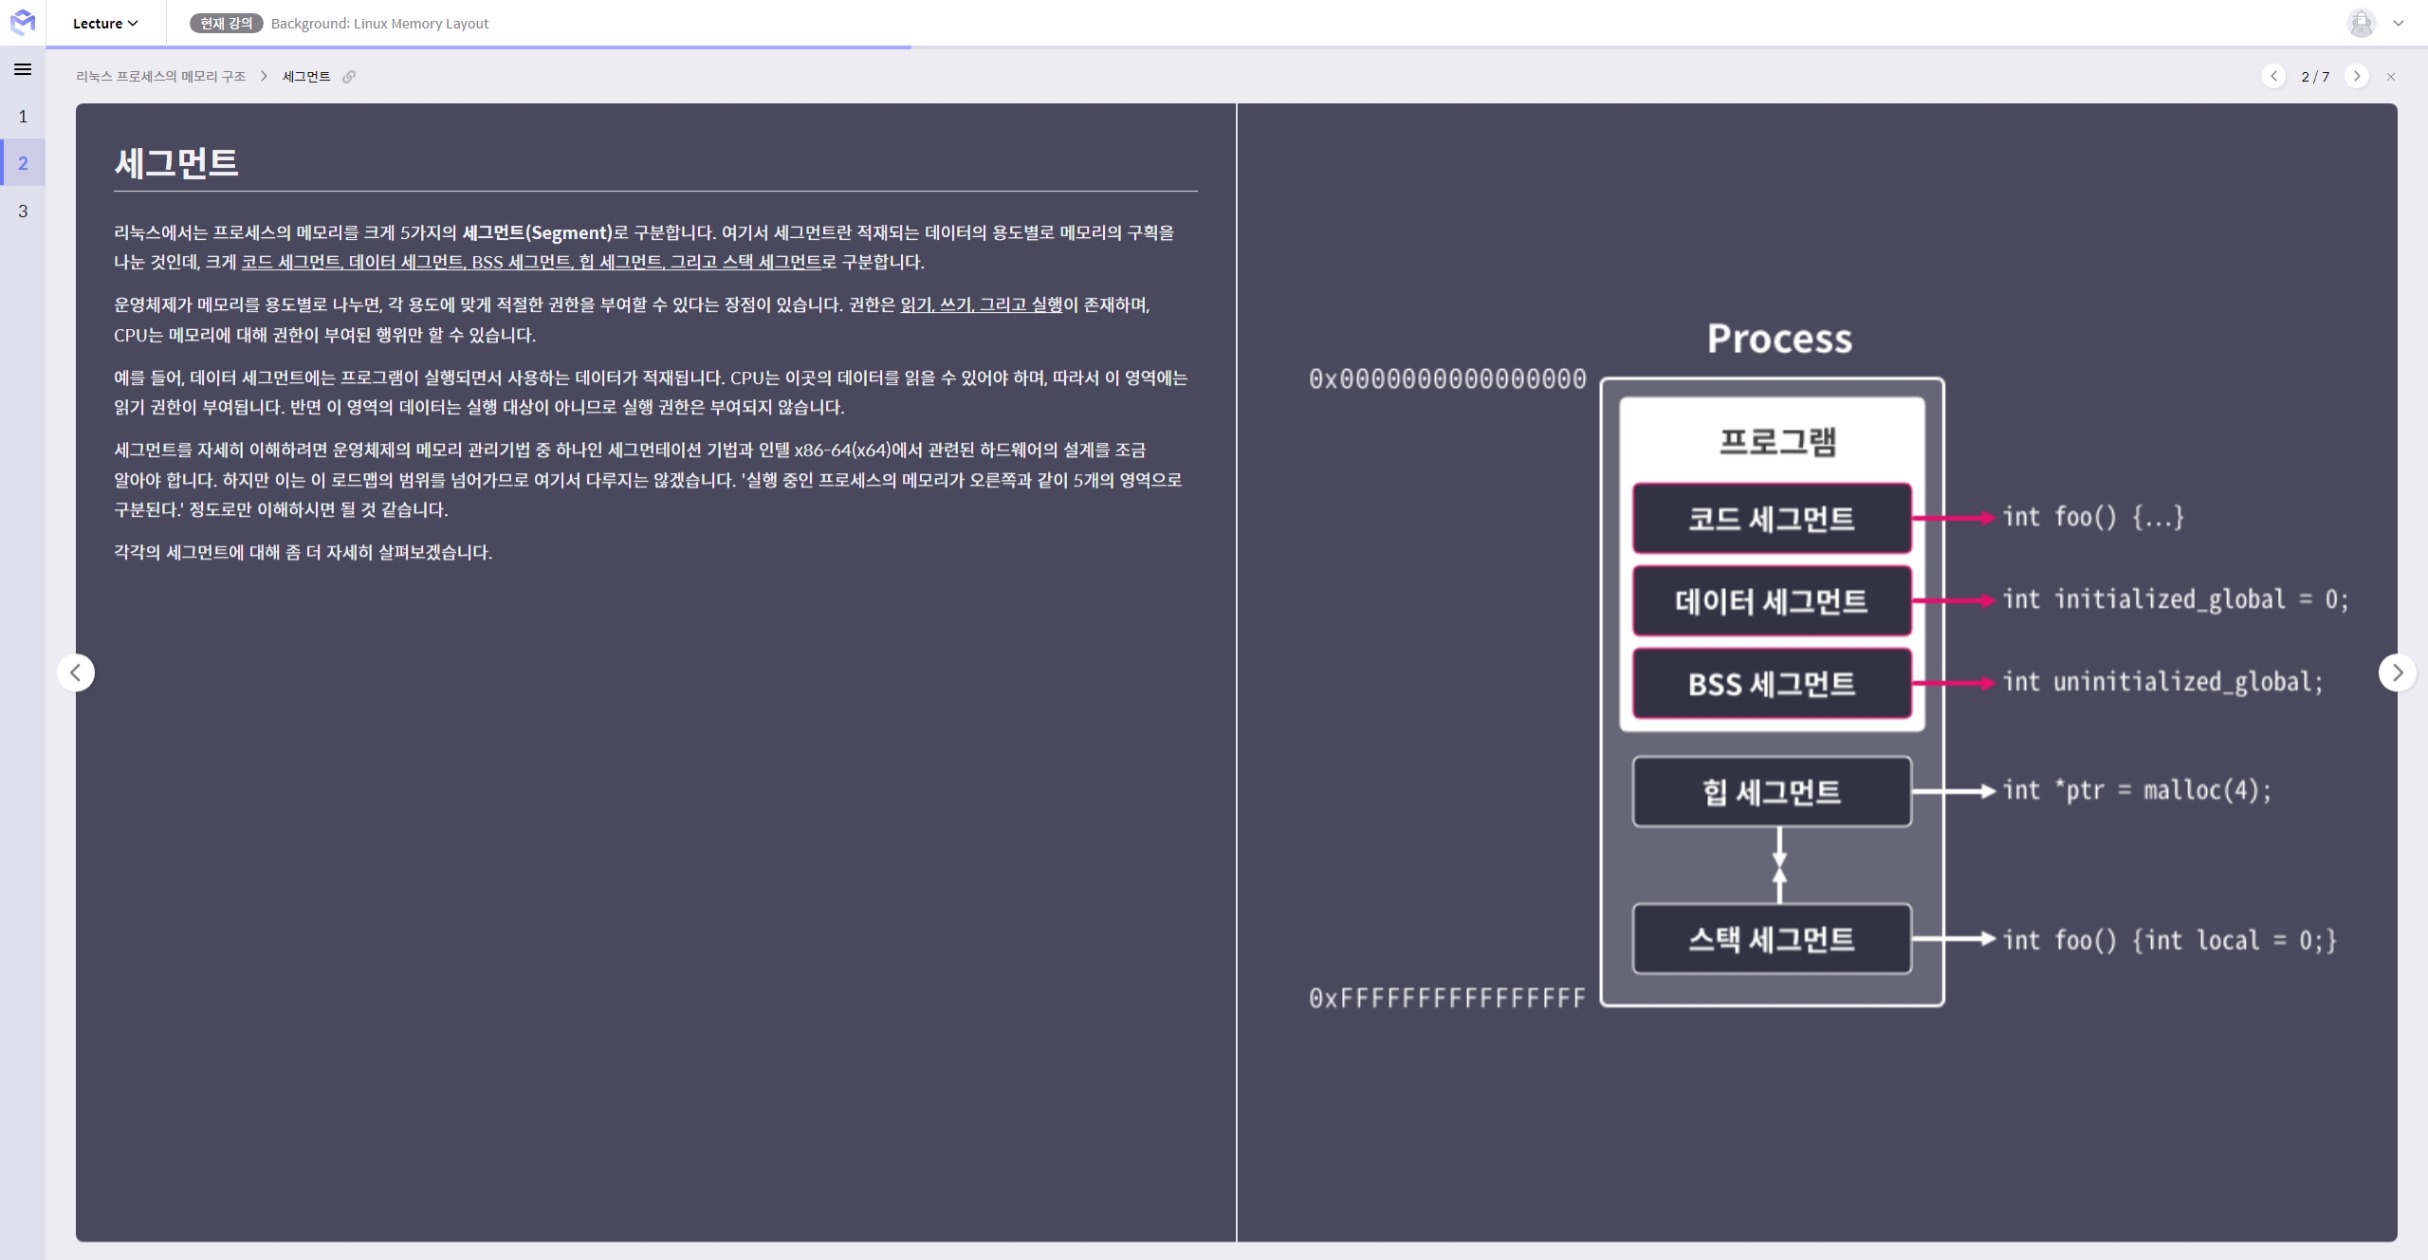 Lecture
현재 강의 Background: Linux Memory Layout
리눅스 프로세스의 메모리 구조 > 세그먼트
2 / 7
1
2
3
세그먼트
리눅스에서는 프로세스의 메모리를 크게 5가지의 세그먼트(Segment)로 구분합니다. 여기서 세그먼트란 적재되는 데이터의 용도별로 메모리의 구획을
나눈 것인데, 크게 코드 세그먼트, 데이터 세그먼트, BSS 세그먼트, 힙 세그먼트, 그리고 스택 세그먼트로 구분합니다.
운영체제가 메모리를 용도별로 나누면, 각 용도에 맞게 적절한 권한을 부여할 수 있다는 장점이 있습니다. 권한은 읽기, 쓰기, 그리고 실행이 존재하며,
CPU는 메모리에 대해 권한이 부여된 행위만 할 수 있습니다.
예를 들어, 데이터 세그먼트에는 프로그램이 실행되면서 사용하는 데이터가 적재됩니다. CPU는 이곳의 데이터를 읽을 수 있어야 하며, 따라서 이 영역에는
읽기 권한이 부여됩니다. 반면 이 영역의 데이터는 실행 대상이 아니므로 실행 권한은 부여되지 않습니다.
세그먼트를 자세히 이해하려면 운영체제의 메모리 관리기법 중 하나인 세그먼테이션 기법과 인텔 x86-64(x64)에서 관련된 하드웨어의 설계를 조금
알아야 합니다. 하지만 이는 이 로드맵의 범위를 넘어가므로 여기서 다루지는 않겠습니다. '실행 중인 프로세스의 메모리가 오른쪽과 같이 5개의 영역으로
구분된다.' 정도로만 이해하시면 될 것 같습니다.
각각의 세그먼트에 대해 좀 더 자세히 살펴보겠습니다.
Process
0x0000000000000000
프로그램
코드 세그먼트 int foo() {...}
데이터 세그먼트 int initialized_global = 0;
BSS 세그먼트 int uninitialized_global;
힙 세그먼트 int *ptr = malloc(4);
스택 세그먼트 int foo() {int local = 0;}
0xFFFFFFFFFFFFFFFF